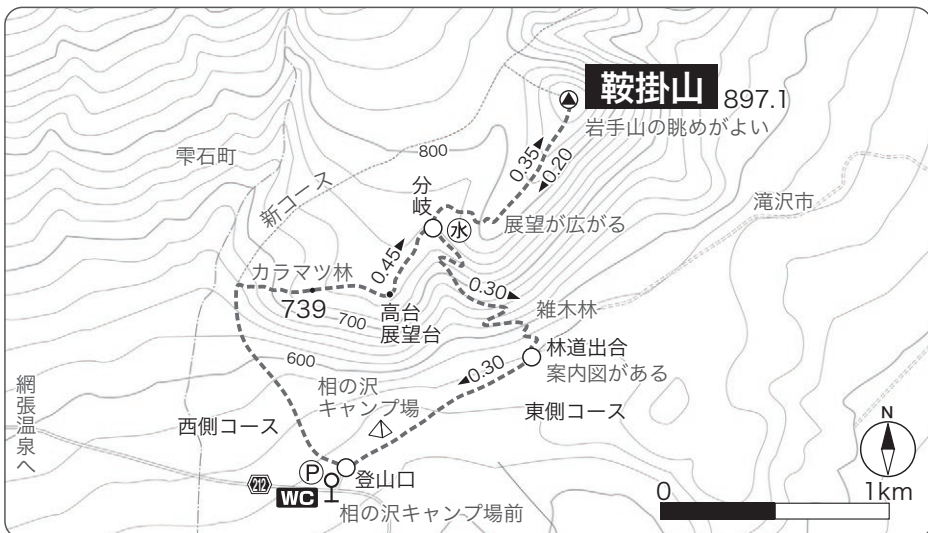 鞍掛山
897.1
岩手山の眺めがよい
800
雫石町
0.35
0.20
分岐
新コース
水
滝沢市
展望が広がる
0.45
カラマツ林
0.30
739
700
高台
展望台
雑木林
600
林道出合
案内図がある
0.30
相の沢
キャンプ場
網張温泉へ
西側コース
東側コース
N
P
登山口
212
WC
相の沢キャンプ場前
0
1km